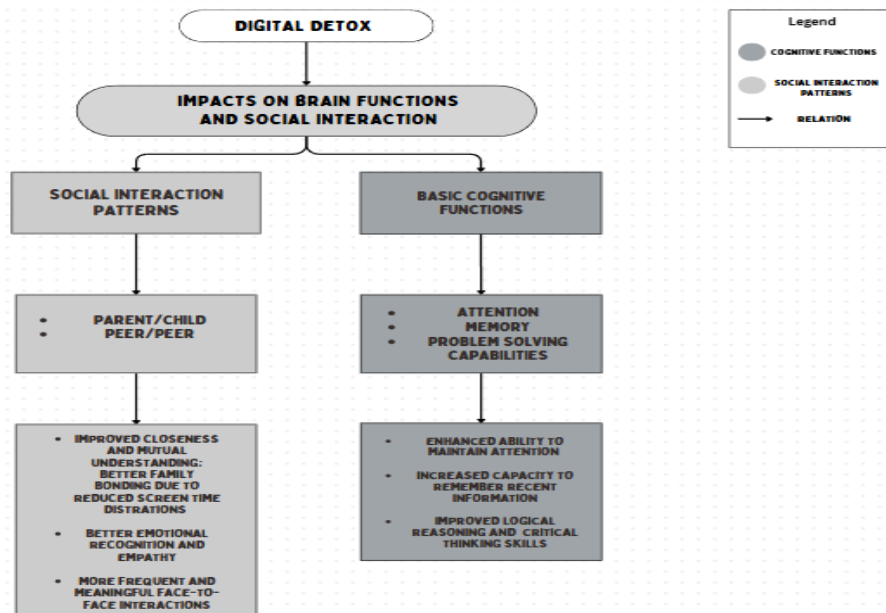 DIGITAL DETOX
IMPACTS ON BRAIN FUNCTIONS
AND SOCIAL INTERACTION
SOCIAL INTERACTION
PATTERNS
• PARENT/CHILD
• PEER/PEER
• IMPROVED CLOSENESS
AND MUTUAL
UNDERSTANDING:
BETTER FAMILY
BONDING DUE TO
REDUCED SCREEN TIME
DISTRATIONS
• BETTER EMOTIONAL
RECOGNITION AND
EMPATHY
• MORE FREQUENT AND
MEANINGFUL FACE-TO-
FACE INTERACTIONS
BASIC COGNITIVE
FUNCTIONS
• ATTENTION
• MEMORY
• PROBLEM SOLVING
CAPABILITIES
• ENHANCED ABILITY TO
MAINTAIN ATTENTION
• INCREASED CAPACITY TO
REMEMBER RECENT
INFORMATION
• IMPROVED LOGICAL
REASONING AND CRITICAL
THINKING SKILLS
Legend
COGNITIVE FUNCTIONS
SOCIAL INTERACTION
PATTERNS
RELATION